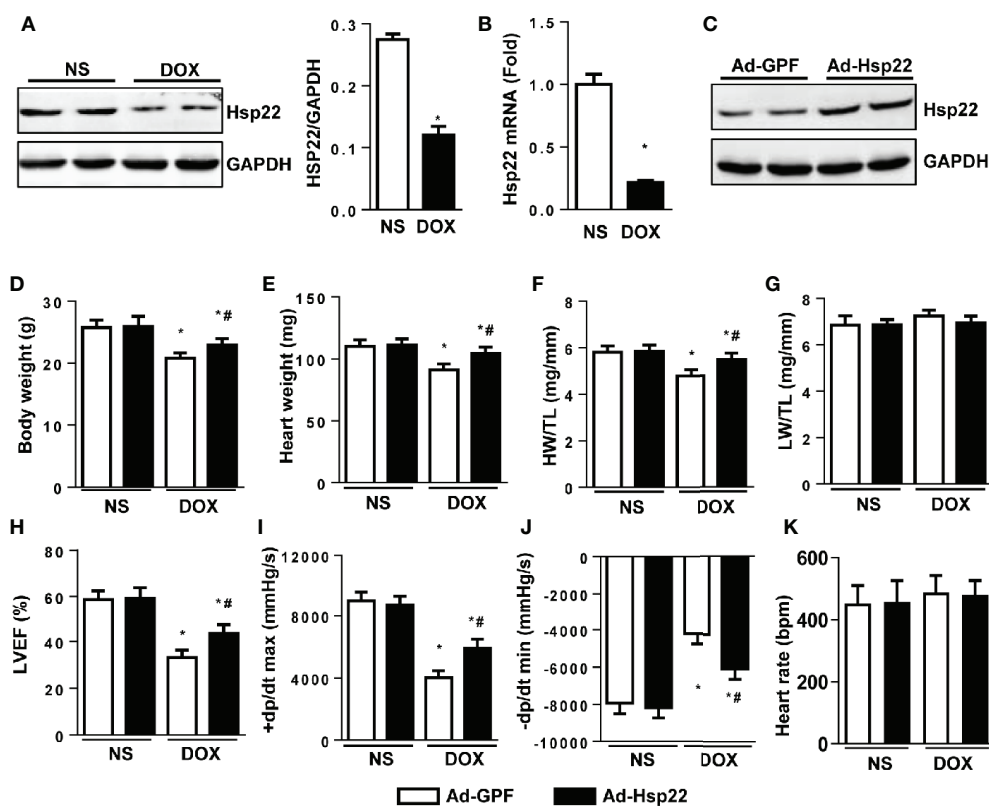 A
NS DOX
Hsp22
GAPDH
HSP22/GAPDH
0.3
0.2
0.1
0.0
*
NS DOX
B
Hsp22 mRNA (Fold)
1.5
1.0
0.5
0.0
*
NS DOX
C
Ad-GPF Ad-Hsp22
Hsp22
GAPDH
D
Body weight (g)
30
20
10
0
* *#
NS DOX
E
Heart weight (mg)
150
100
50
0
* *#
NS DOX
F
HW/TL (mg/mm)
8
6
4
2
0
* *#
NS DOX
G
LW/TL (mg/mm)
8
6
4
2
0
NS DOX
H
LVEF (%)
80
60
40
20
0
* *#
NS DOX
I
+dp/dt max (mmHg/s)
12000
9000
8000
4000
0
* *#
NS DOX
J
-dp/dt min (mmHg/s)
0
-2000
-4000
-6000
-8000
-10000
* *#
NS DOX
K
Heart rate (bpm)
600
400
200
0
NS DOX
Ad-GPF Ad-Hsp22